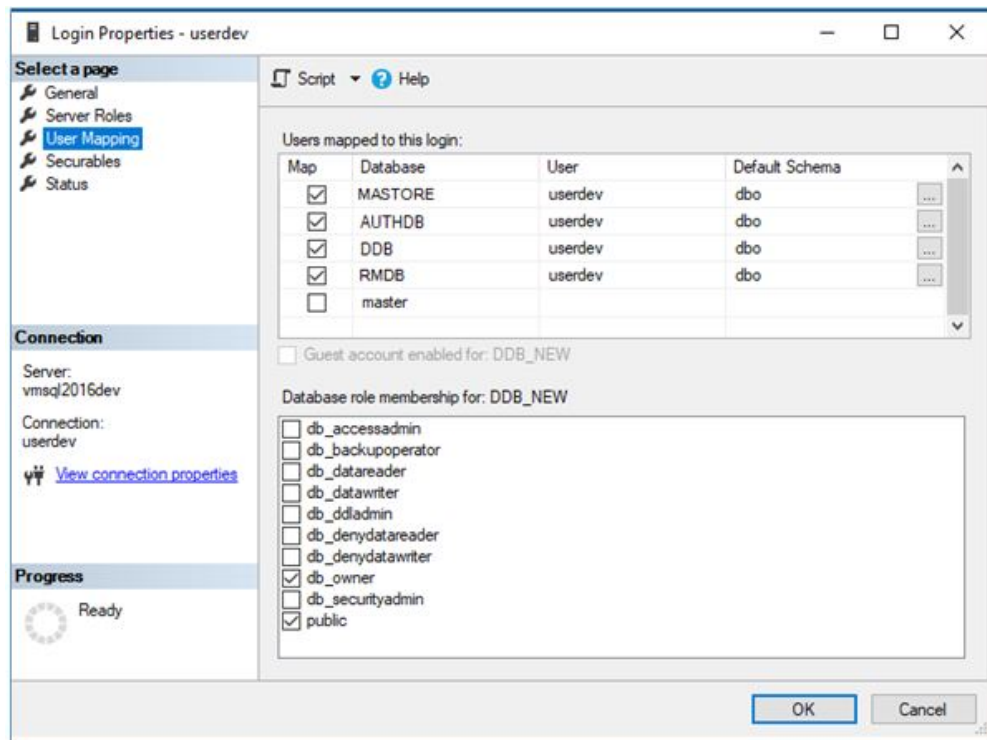 Login Properties - userdev
Select a page
General
Server Roles
User Mapping
Securables
Status
Connection
Server:
vmsql2016dev
Connection:
userdev
View connection properties
Progress
Ready
Script
Help
Users mapped to this login:
Map Database User Default Schema
MASTORE userdev dbo ...
AUTHDB userdev dbo ...
DDB userdev dbo ...
RMDB userdev dbo ...
master
Guest account enabled for: DDB_NEW
Database role membership for: DDB_NEW
db_accessadmin
db_backupoperator
db_datareader
db_datawriter
db_ddladmin
db_denydatareader
db_denydatawriter
db_owner
db_securityadmin
public
OK Cancel